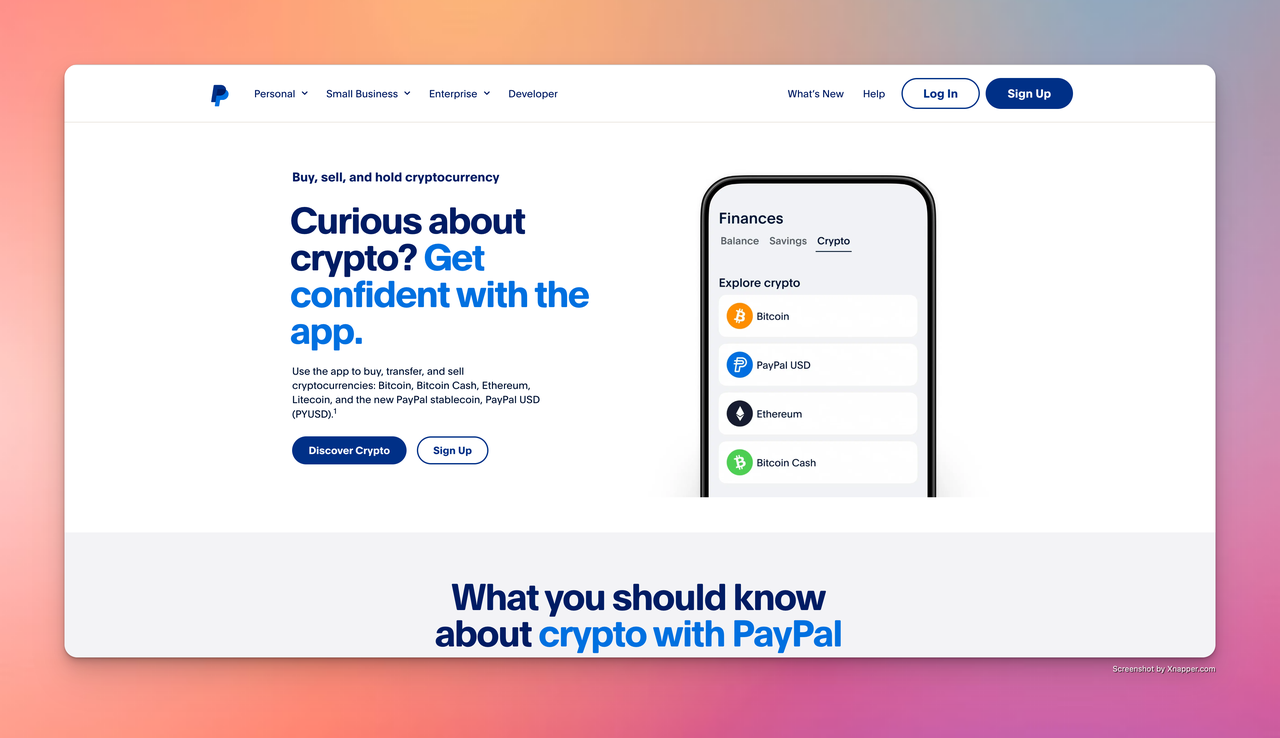 Personal
Small Business
Enterprise
Developer
What's New
Help
Log In
Sign Up
Buy, sell, and hold cryptocurrency
Curious about
crypto? Get
confident with the
app.
Use the app to buy, transfer, and sell
cryptocurrencies: Bitcoin, Bitcoin Cash, Ethereum,
Litecoin, and the new PayPal stablecoin, PayPal USD
(PYUSD).1
Discover Crypto
Sign Up
Finances
Balance Savings Crypto
Explore crypto
Bitcoin
PayPal USD
Ethereum
Bitcoin Cash
What you should know
about crypto with PayPal
Screenshot by Xnapper.com